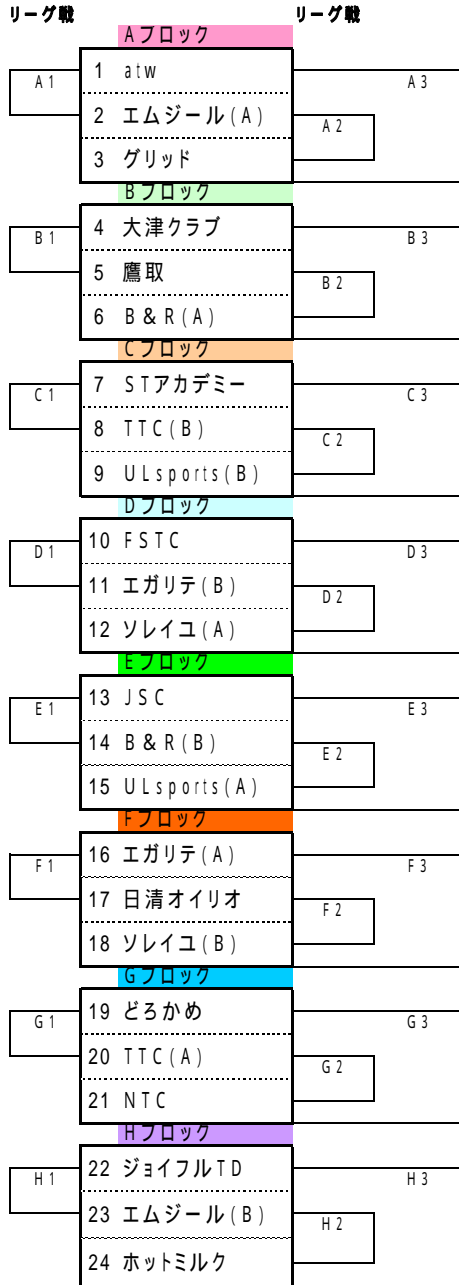 リーグ戦 リーグ戦
Aブロック
A1 1 atw A3
2 エムジール(A) A2
3 グリッド
Bブロック
B1 4 大津クラブ B3
5 鷹取 B2
6 B&R(A)
Cブロック
C1 7 STアカデミー C3
8 TTC(B) C2
9 ULsports(B)
Dブロック
D1 10 FSTC D3
11 エガリテ(B) D2
12 ソレイユ(A)
Eブロック
E1 13 JSC E3
14 B&R(B) E2
15 ULsports(A)
Fブロック
F1 16 エガリテ(A) F3
17 日清オイリオ F2
18 ソレイユ(B)
Gブロック
G1 19 どろかめ G3
20 TTC(A) G2
21 NTC
Hブロック
H1 22 ジョイフルTD H3
23 エムジール(B) H2
24 ホットミルク